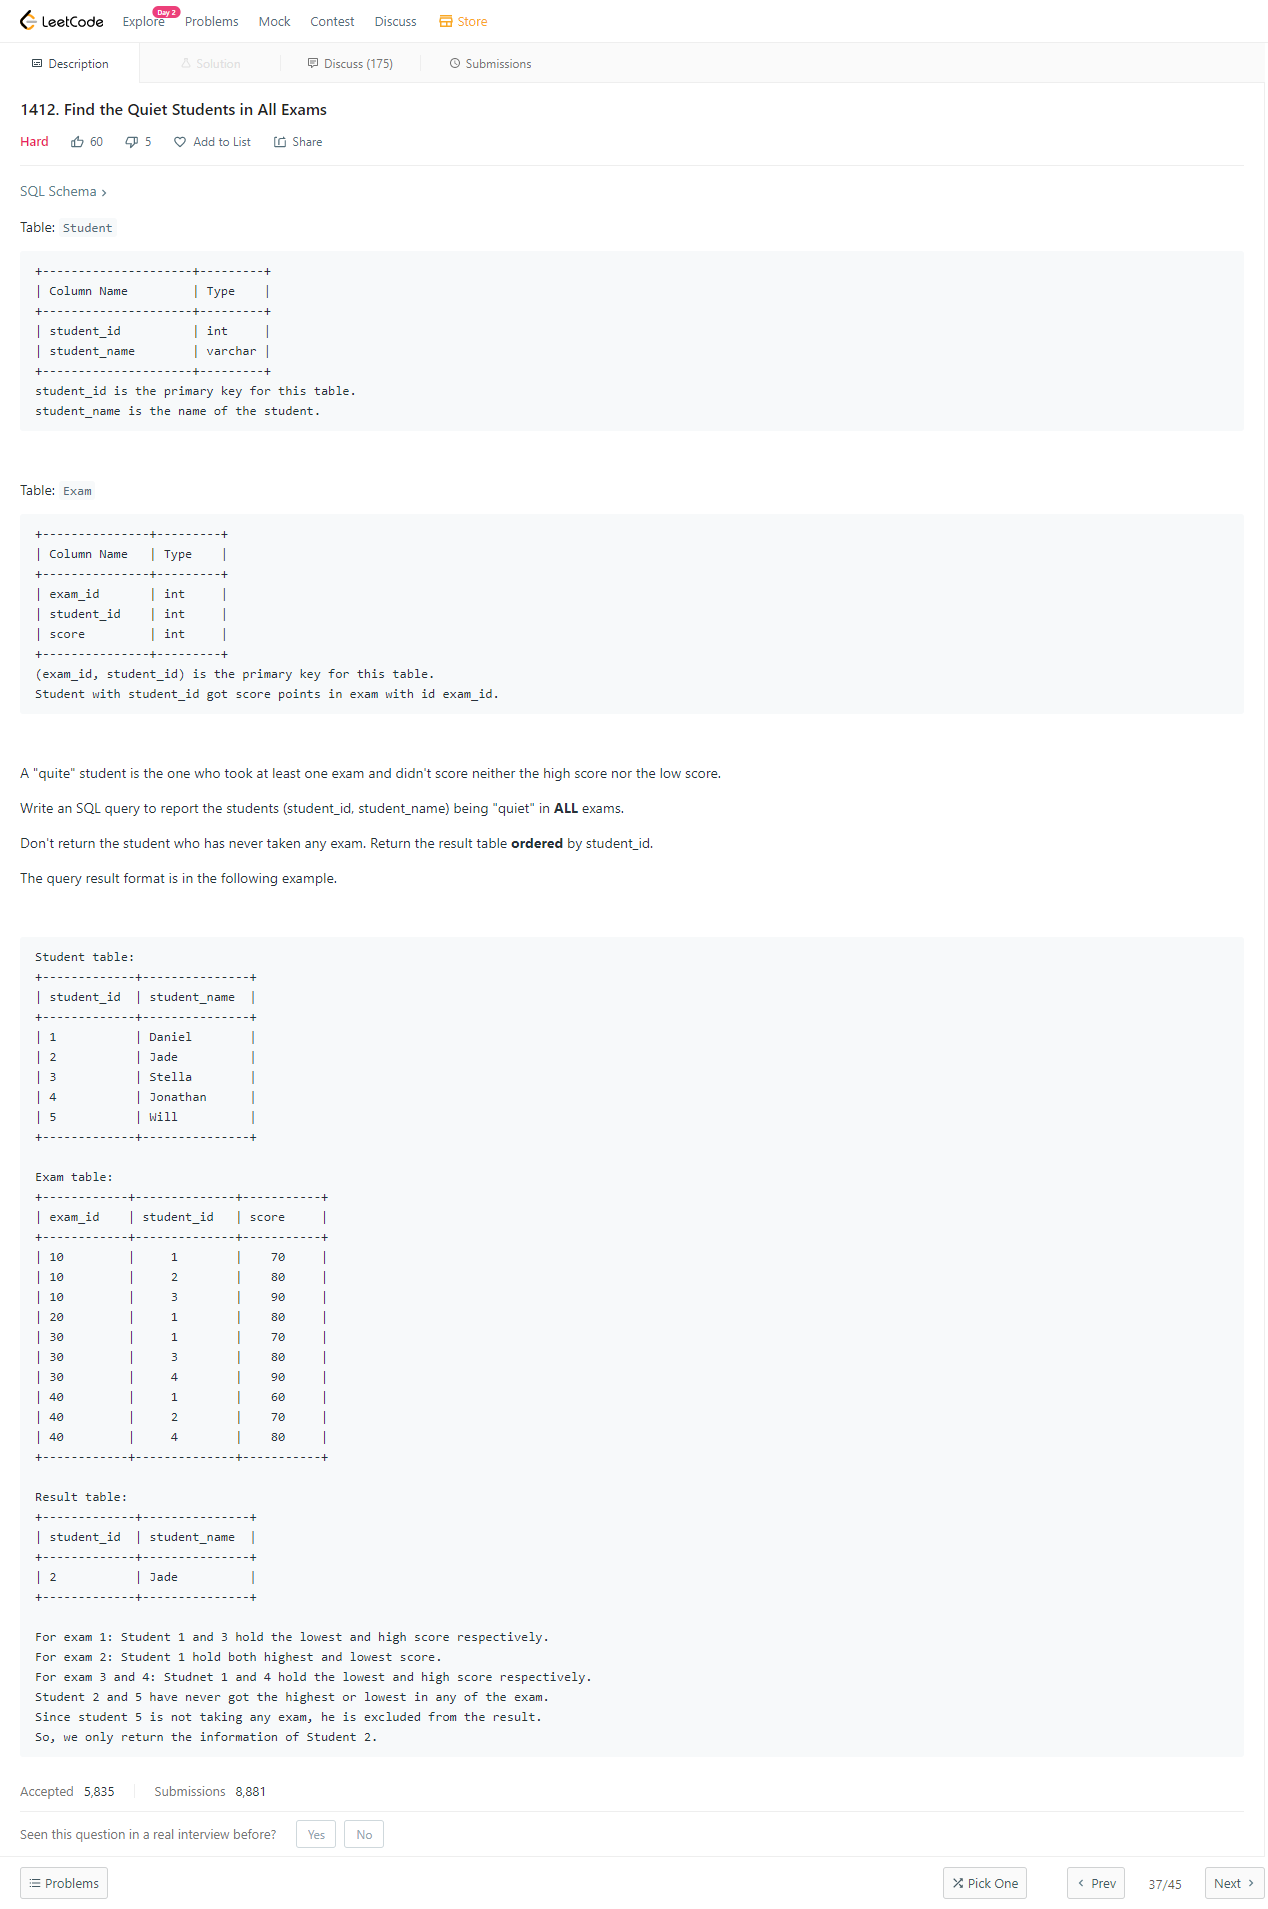 LeetCode Explore Day 2 Problems Mock Contest Discuss Store
Description Solution Discuss (175) Submissions
1412. Find the Quiet Students in All Exams
Hard 60 5 Add to List Share
SQL Schema >
Table: Student
+---------------------+---------+
| Column Name         | Type    |
+---------------------+---------+
| student_id          | int     |
| student_name        | varchar |
+---------------------+---------+
student_id is the primary key for this table.
student_name is the name of the student.
Table: Exam
+---------------+---------+
| Column Name   | Type    |
+---------------+---------+
| exam_id       | int     |
| student_id    | int     |
| score         | int     |
+---------------+---------+
(exam_id, student_id) is the primary key for this table.
Student with student_id got score points in exam with id exam_id.
A "quite" student is the one who took at least one exam and didn't score neither the high score nor the low score.
Write an SQL query to report the students (student_id, student_name) being "quiet" in ALL exams.
Don't return the student who has never taken any exam. Return the result table ordered by student_id.
The query result format is in the following example.
Student table:
+-------------+---------------+
| student_id  | student_name  |
+-------------+---------------+
| 1           | Daniel        |
| 2           | Jade          |
| 3           | Stella        |
| 4           | Jonathan      |
| 5           | Will          |
+-------------+---------------+
Exam table:
+------------+--------------+-----------+
| exam_id    | student_id   | score     |
+------------+--------------+-----------+
| 10         |     1        |    70     |
| 10         |     2        |    80     |
| 10         |     3        |    90     |
| 20         |     1        |    80     |
| 30         |     1        |    70     |
| 30         |     3        |    80     |
| 30         |     4        |    90     |
| 40         |     1        |    60     |
| 40         |     2        |    70     |
| 40         |     4        |    80     |
+------------+--------------+-----------+
Result table:
+-------------+---------------+
| student_id  | student_name  |
+-------------+---------------+
| 2           | Jade          |
+-------------+---------------+
For exam 1: Student 1 and 3 hold the lowest and high score respectively.
For exam 2: Student 1 hold both highest and lowest score.
For exam 3 and 4: Studnet 1 and 4 hold the lowest and high score respectively.
Student 2 and 5 have never got the highest or lowest in any of the exam.
Since student 5 is not taking any exam, he is excluded from the result.
So, we only return the information of Student 2.
Accepted 5,835 Submissions 8,881
Seen this question in a real interview before? Yes No
Problems Pick One < Prev 37/45 Next >